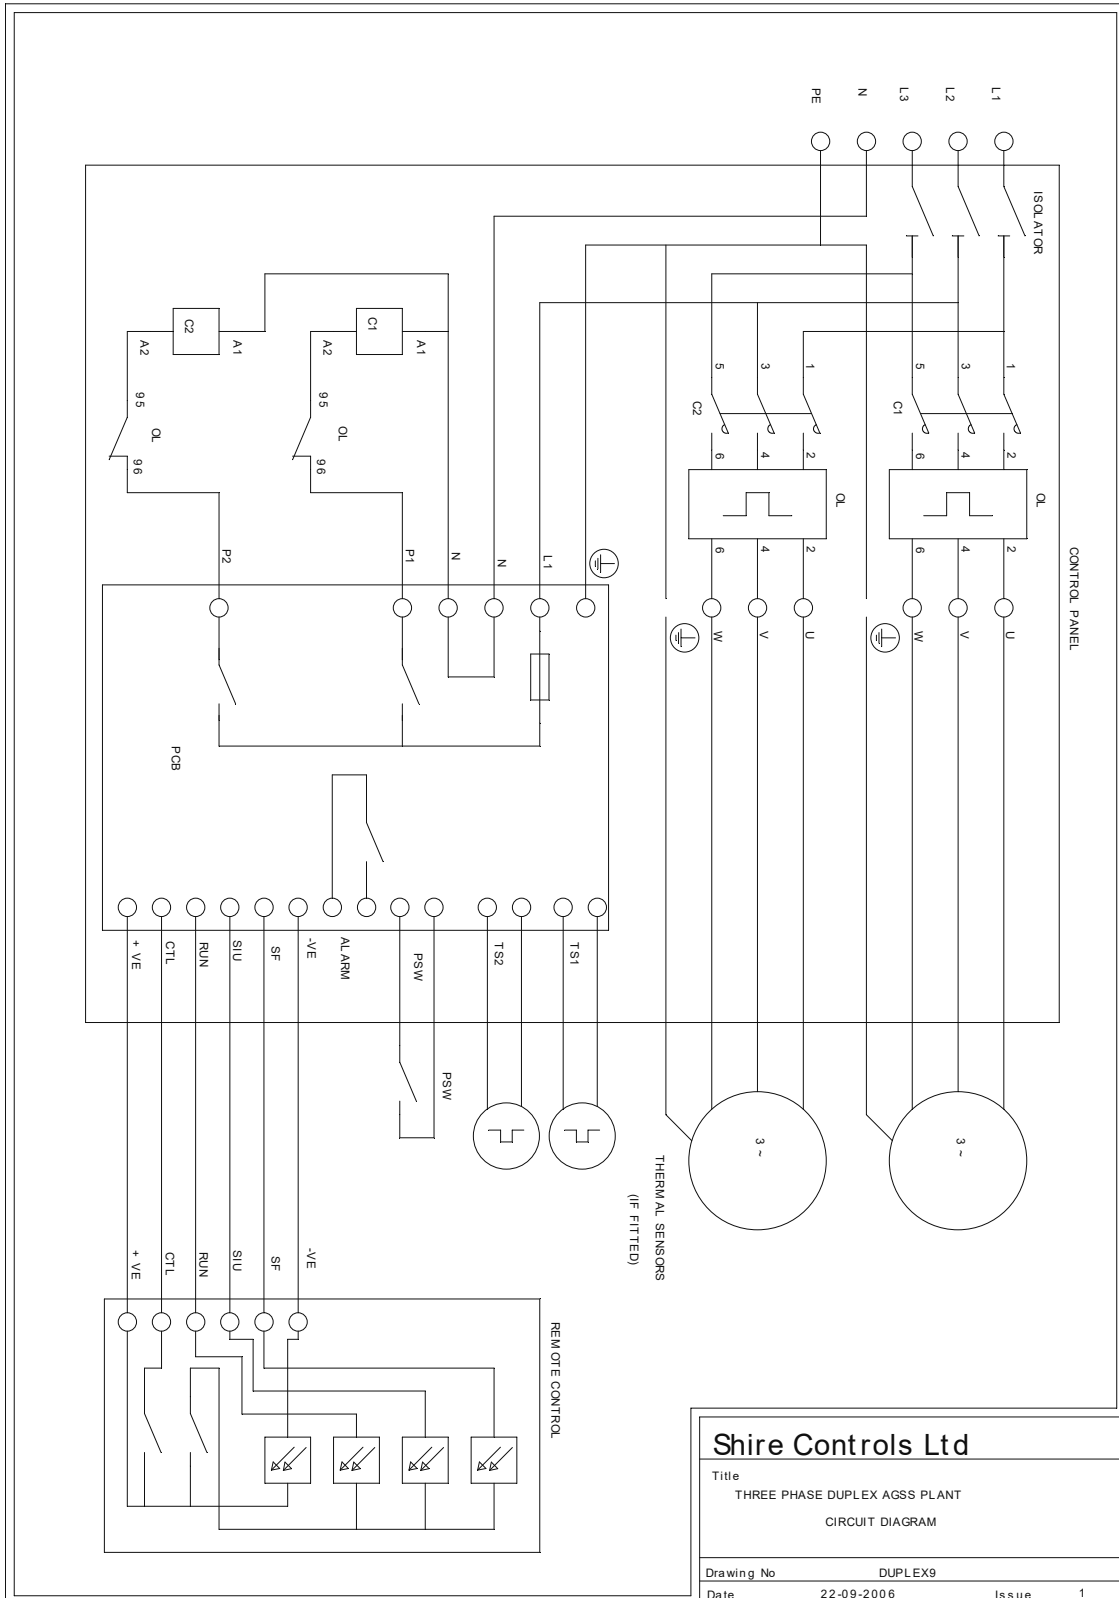 PE
N
L3
L2
L1
ISOLATOR
CONTROL PANEL
C2
A2
A1
C1
A2
A1
95
OL
96
95
OL
96
5
3
1
C2
6
4
2
OL
6
4
2
5
3
1
C1
6
4
2
OL
6
4
2
P2
P1
N
N
L1
W
V
U
W
V
U
PCB
+ VE
CTL
RUN
SIU
SF
-VE
ALARM
PSW
TS2
TS1
PSW
3 ~
3 ~
THERMAL SENSORS
(IF FITTED)
+ VE
CTL
RUN
SIU
SF
-VE
REMOTE CONTROL
Shire Controls Ltd
Title
THREE PHASE DUPLEX AGSS PLANT
CIRCUIT DIAGRAM
Drawing No DUPLEX9
Date 22-09-2006 Issue 1